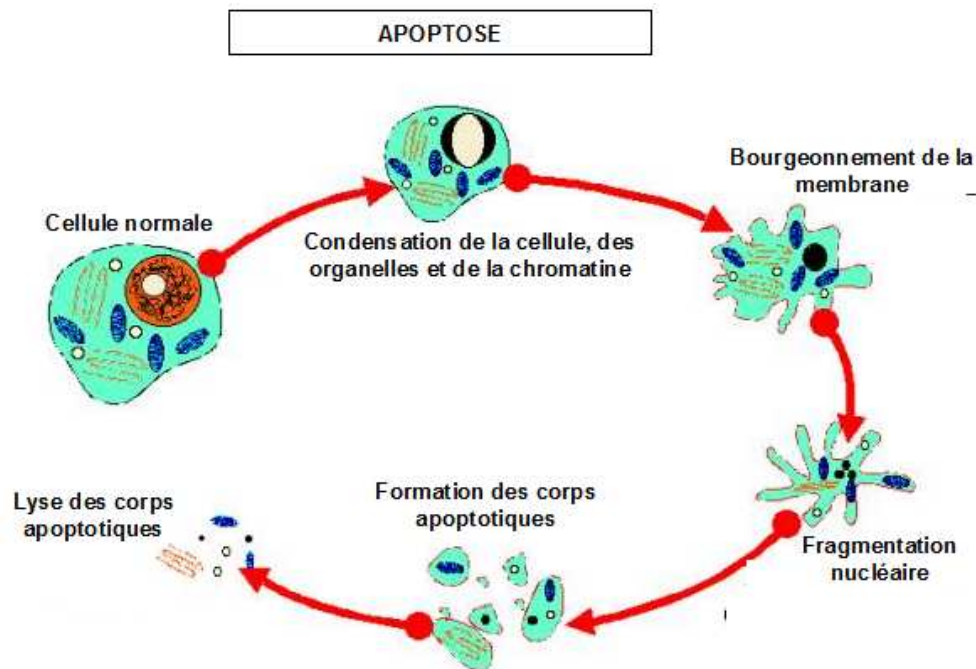 APOPTOSE
Cellule normale
Condensation de la cellule, des
organelles et de la chromatine
Bourgeonnement de la
membrane
Fragmentation
nucléaire
Formation des corps
apoptotiques
Lyse des corps
apoptotiques